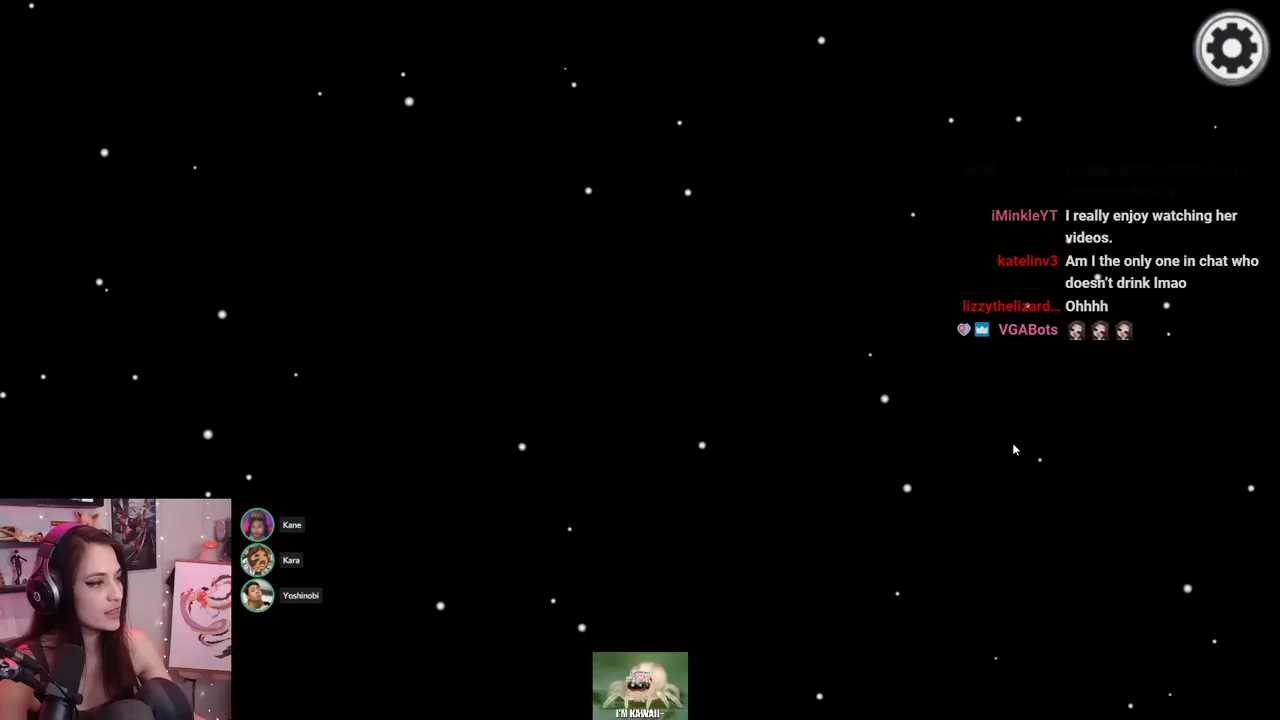 iMinkleYT I really enjoy watching her
videos.
katelinv3 Am I the only one in chat who
doesn't drink lmao
lizzythelizard… Ohhhh
VGABots
Kane
Kara
Yoshinobi
I'M KAWAII~